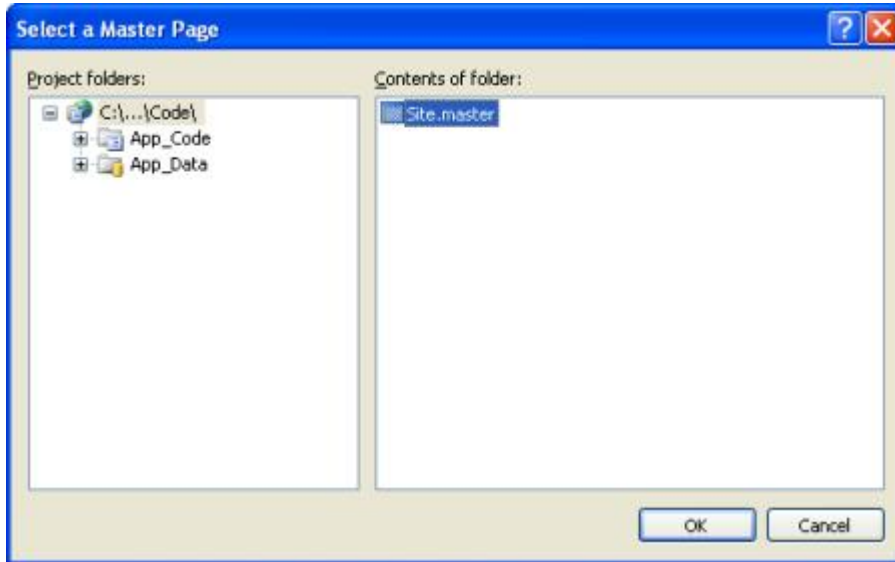 Select a Master Page
Project folders:
Contents of folder:
C:\...\Code\
App_Code
App_Data
Site.master
OK
Cancel